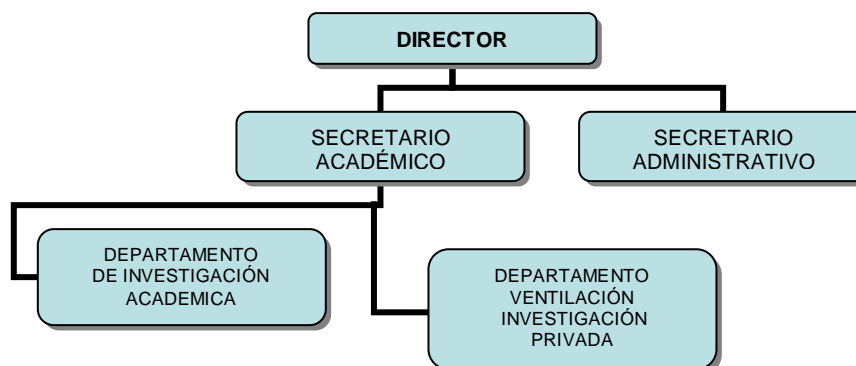 DIRECTOR
SECRETARIO
ACADÉMICO
SECRETARIO
ADMINISTRATIVO
DEPARTAMENTO
DE INVESTIGACIÓN
ACADEMICA
DEPARTAMENTO
VENTILACIÓN
INVESTIGACIÓN
PRIVADA